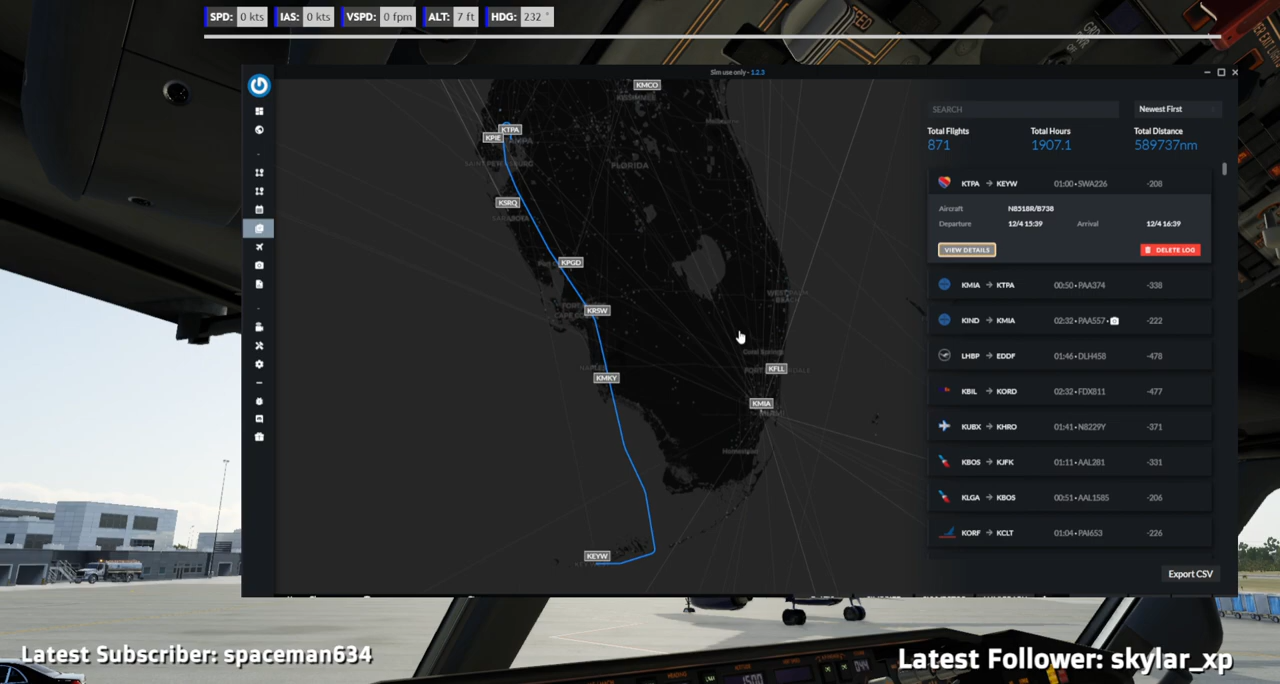 SPD: 0 kts IAS: 0 kts VSPD: 0 fpm ALT: 7 ft HDG: 232 °
Sim use only - 1.2.3
KMCO
KTPA
KPIE
FLORIDA
KSRQ
KPGD
KRSW
KMKY
KFLL
KMIA
KEYW
SEARCH
Newest First
Total Flights Total Hours Total Distance
871 1907.1 589737nm
KTPA → KEYW 01:00 • SWA226 -208
Aircraft N8518R/B738
Departure 12/4 15:39 Arrival 12/4 16:39
VIEW DETAILS DELETE LOG
KMIA → KTPA 00:50 • PAA374 -338
KIND → KMIA 02:32 • PAA557 • -222
LHBP → EDDF 01:46 • DLH458 -478
KBIL → KORD 02:32 • FDX811 -477
KUBX → KHRO 01:41 • N8229Y -371
KBOS → KJFK 01:11 • AAL281 -331
KLGA → KBOS 00:51 • AAL1585 -206
KORF → KCLT 01:04 • PAI653 -226
Export CSV
Latest Subscriber: spaceman634
Latest Follower: skylar_xp